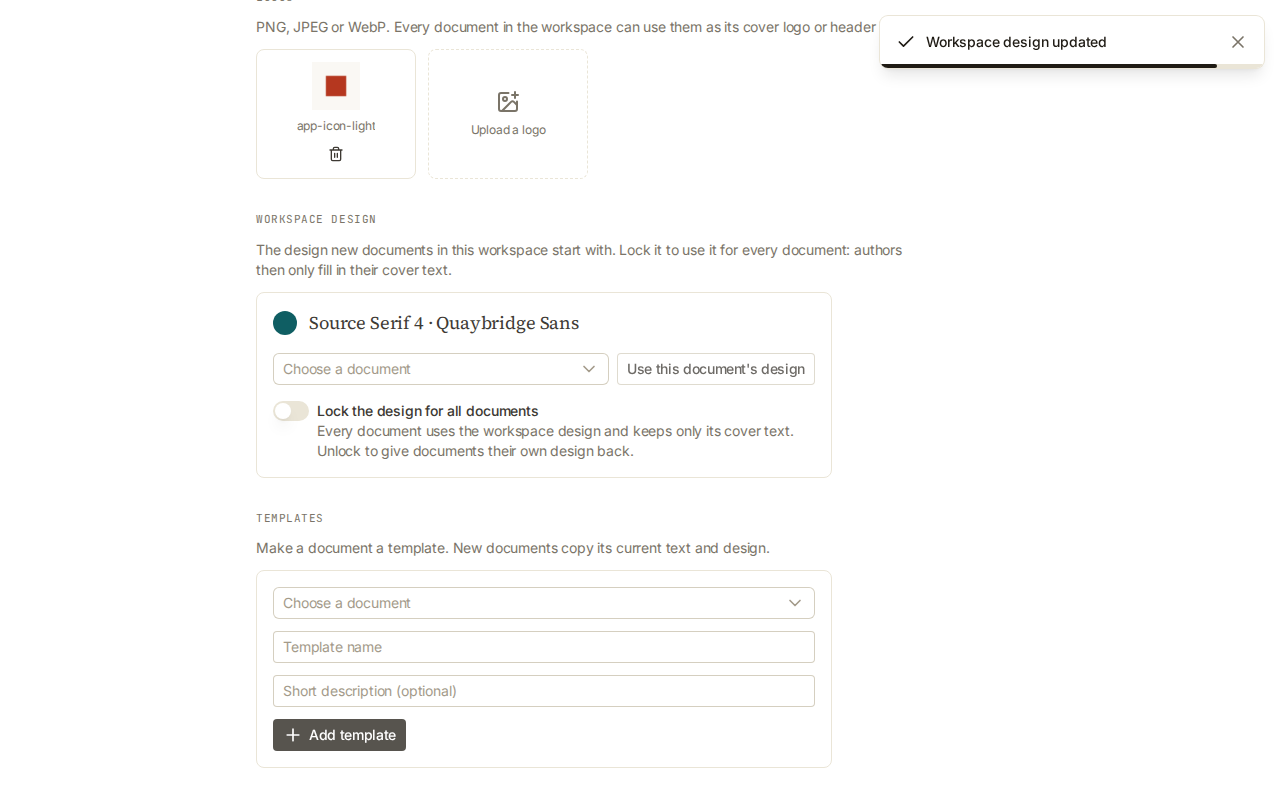 PNG, JPEG or WebP. Every document in the workspace can use them as its cover logo or header
Workspace design updated
app-icon-light
Upload a logo
WORKSPACE DESIGN
The design new documents in this workspace start with. Lock it to use it for every document: authors
then only fill in their cover text.
Source Serif 4 · Quaybridge Sans
Choose a document
Use this document's design
Lock the design for all documents
Every document uses the workspace design and keeps only its cover text.
Unlock to give documents their own design back.
TEMPLATES
Make a document a template. New documents copy its current text and design.
Choose a document
Template name
Short description (optional)
Add template